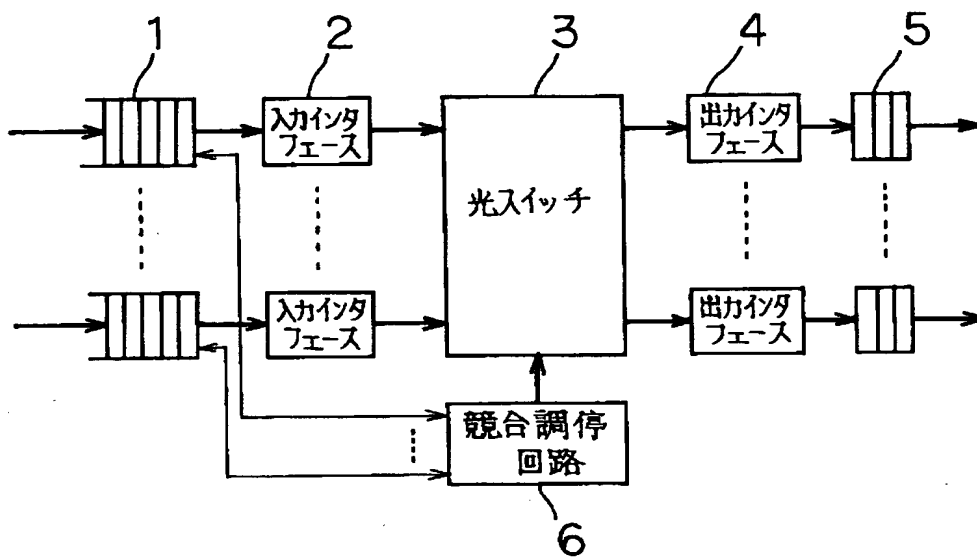 1
2
3
4
5
入力インタ
フェース
光スイッチ
出力インタ
フェース
入力インタ
フェース
出力インタ
フェース
競合調停
回路
6